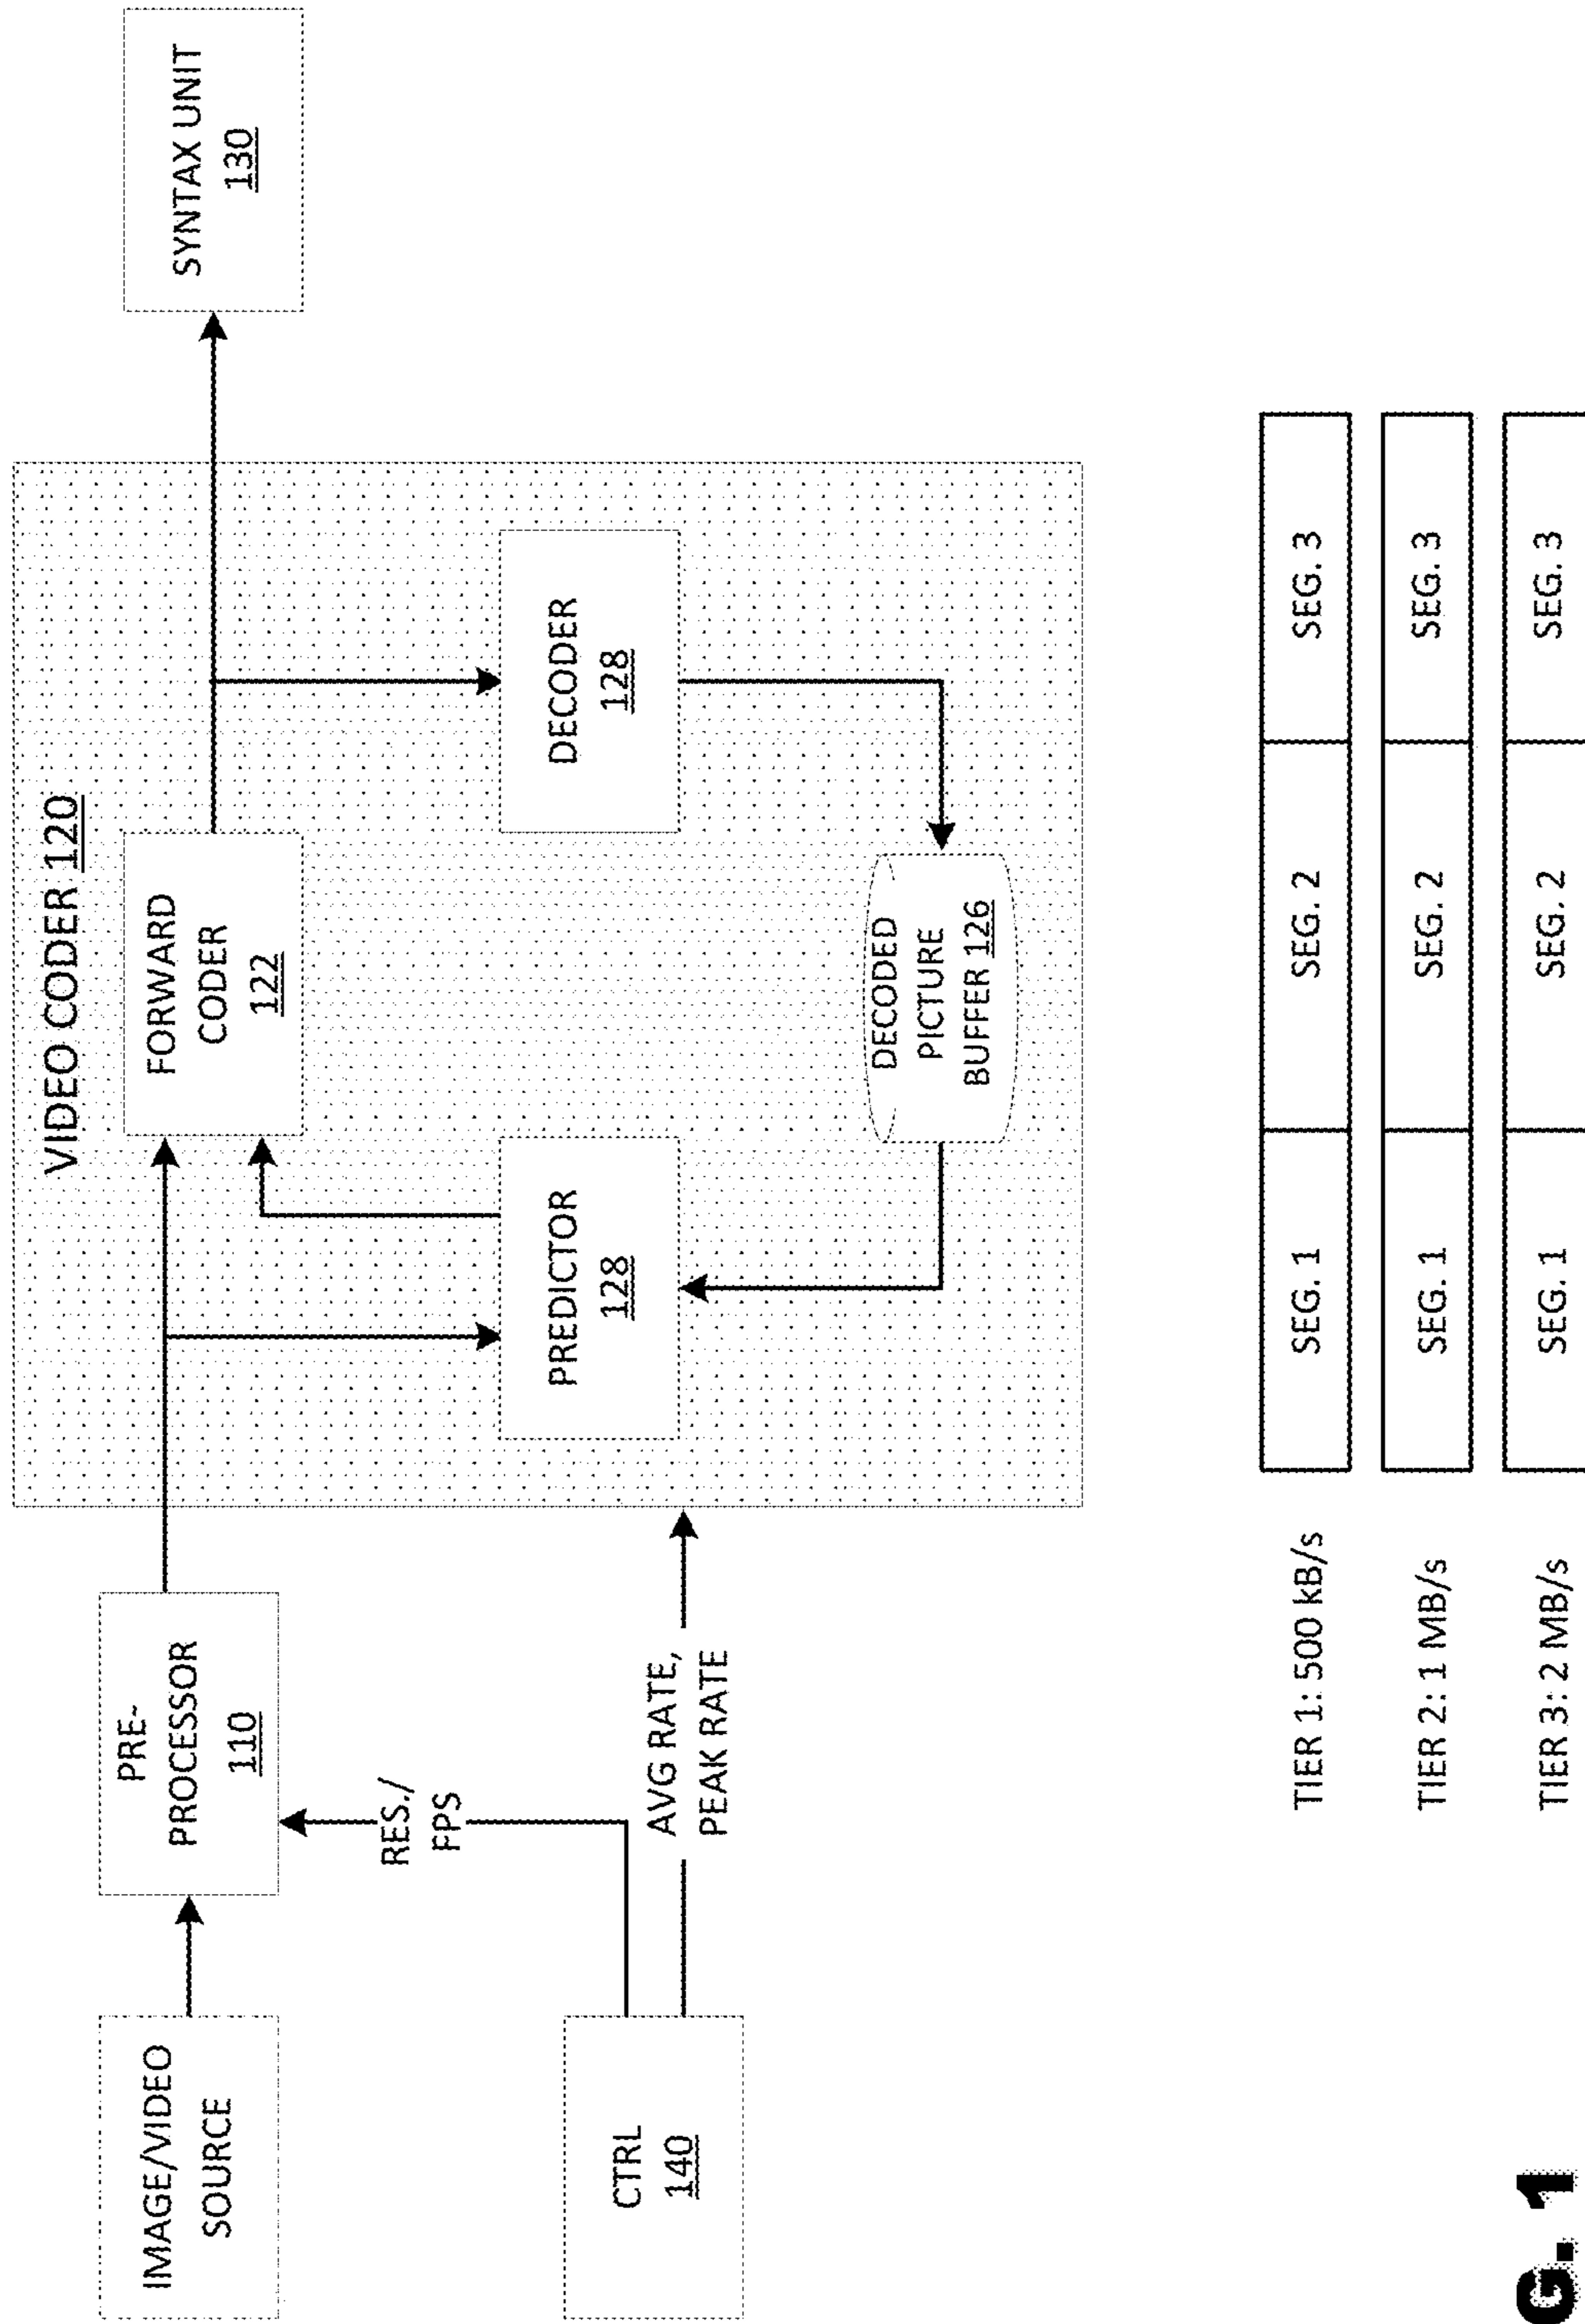 IMAGE/VIDEO
SOURCE
PRE-
PROCESSOR
110
RES./
FPS
CTRL
140
AVG RATE,
PEAK RATE
VIDEO CODER 120
FORWARD
CODER
122
PREDICTOR
128
DECODER
128
DECODED
PICTURE
BUFFER 126
SYNTAX UNIT
130
TIER 1: 500 kB/s
SEG. 1
SEG. 2
SEG. 3
TIER 2: 1 MB/s
SEG. 1
SEG. 2
SEG. 3
TIER 3: 2 MB/s
SEG. 1
SEG. 2
SEG. 3
G. 1